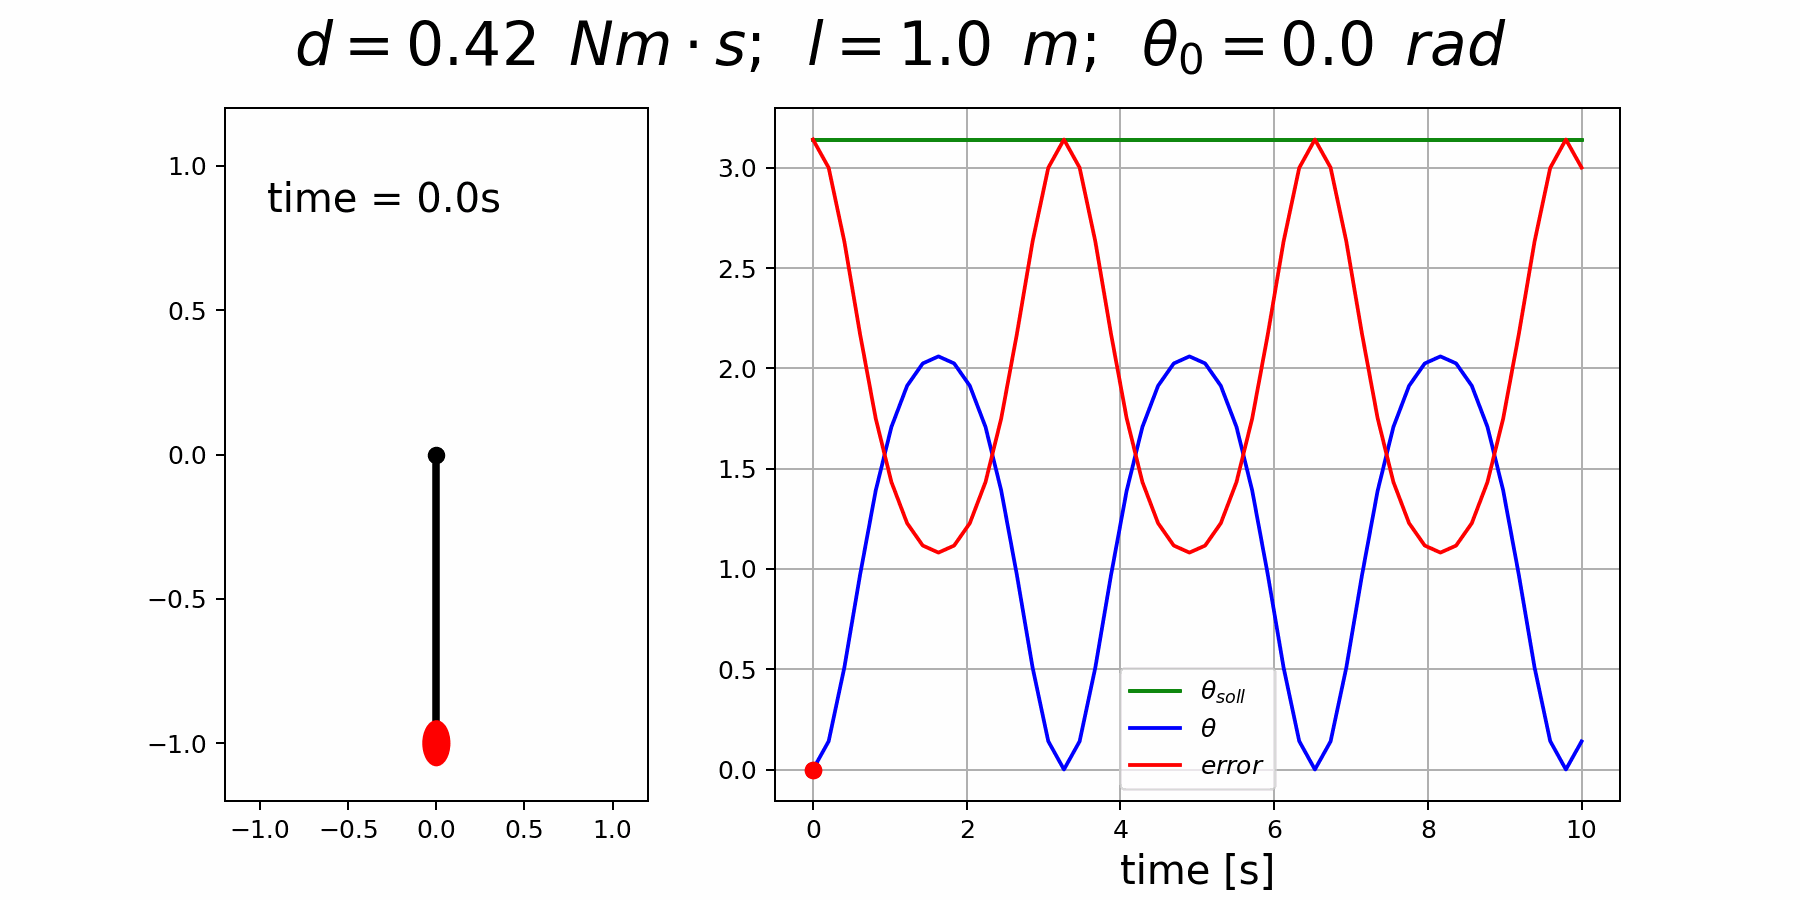 d = 0.42 Nm · s; l = 1.0 m; θ₀ = 0.0 rad
time = 0.0s
1.0
0.5
0.0
−0.5
−1.0
−1.0 −0.5 0.0 0.5 1.0
3.0
2.5
2.0
1.5
1.0
0.5
0.0
θsoll
θ
error
0 2 4 6 8 10
time [s]